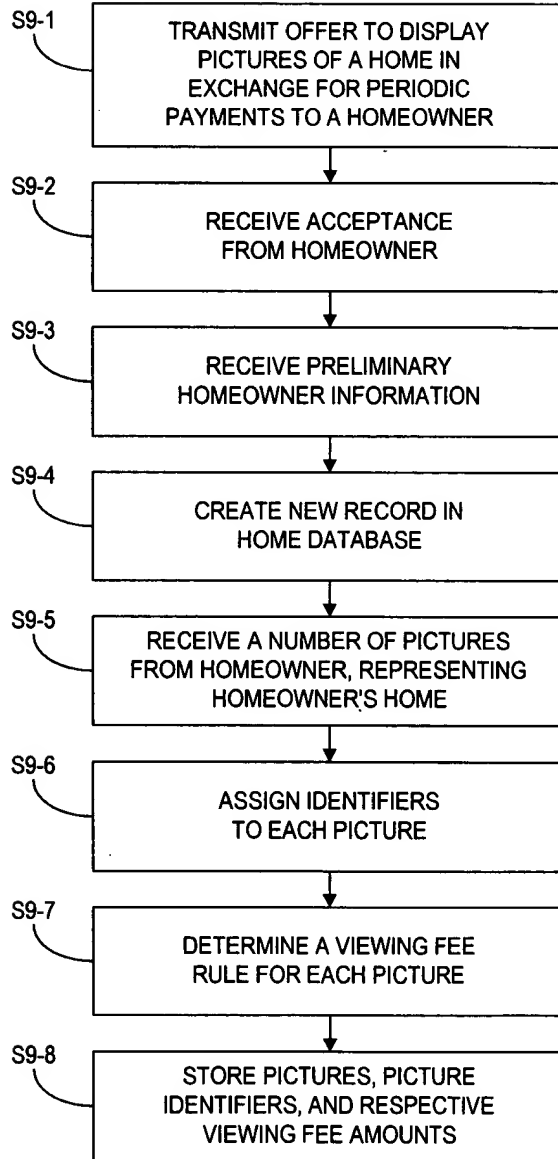 S9-1
TRANSMIT OFFER TO DISPLAY
PICTURES OF A HOME IN
EXCHANGE FOR PERIODIC
PAYMENTS TO A HOMEOWNER
S9-2
RECEIVE ACCEPTANCE
FROM HOMEOWNER
S9-3
RECEIVE PRELIMINARY
HOMEOWNER INFORMATION
S9-4
CREATE NEW RECORD IN
HOME DATABASE
S9-5
RECEIVE A NUMBER OF PICTURES
FROM HOMEOWNER, REPRESENTING
HOMEOWNER'S HOME
S9-6
ASSIGN IDENTIFIERS
TO EACH PICTURE
S9-7
DETERMINE A VIEWING FEE
RULE FOR EACH PICTURE
S9-8
STORE PICTURES, PICTURE
IDENTIFIERS, AND RESPECTIVE
VIEWING FEE AMOUNTS